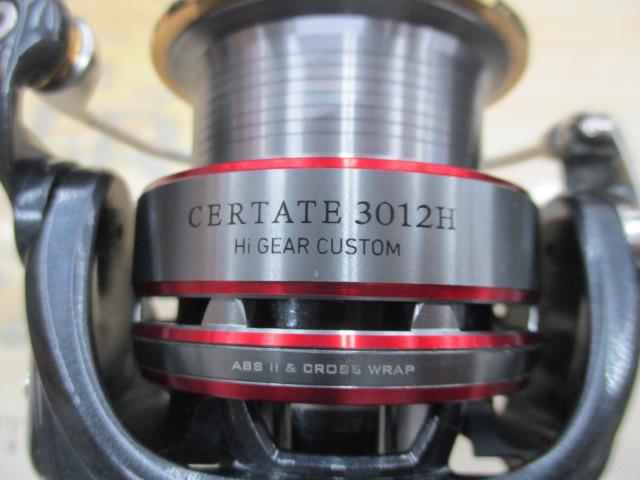 CERTATE 3012H
Hi GEAR CUSTOM
ABS II & CROSS WRAP